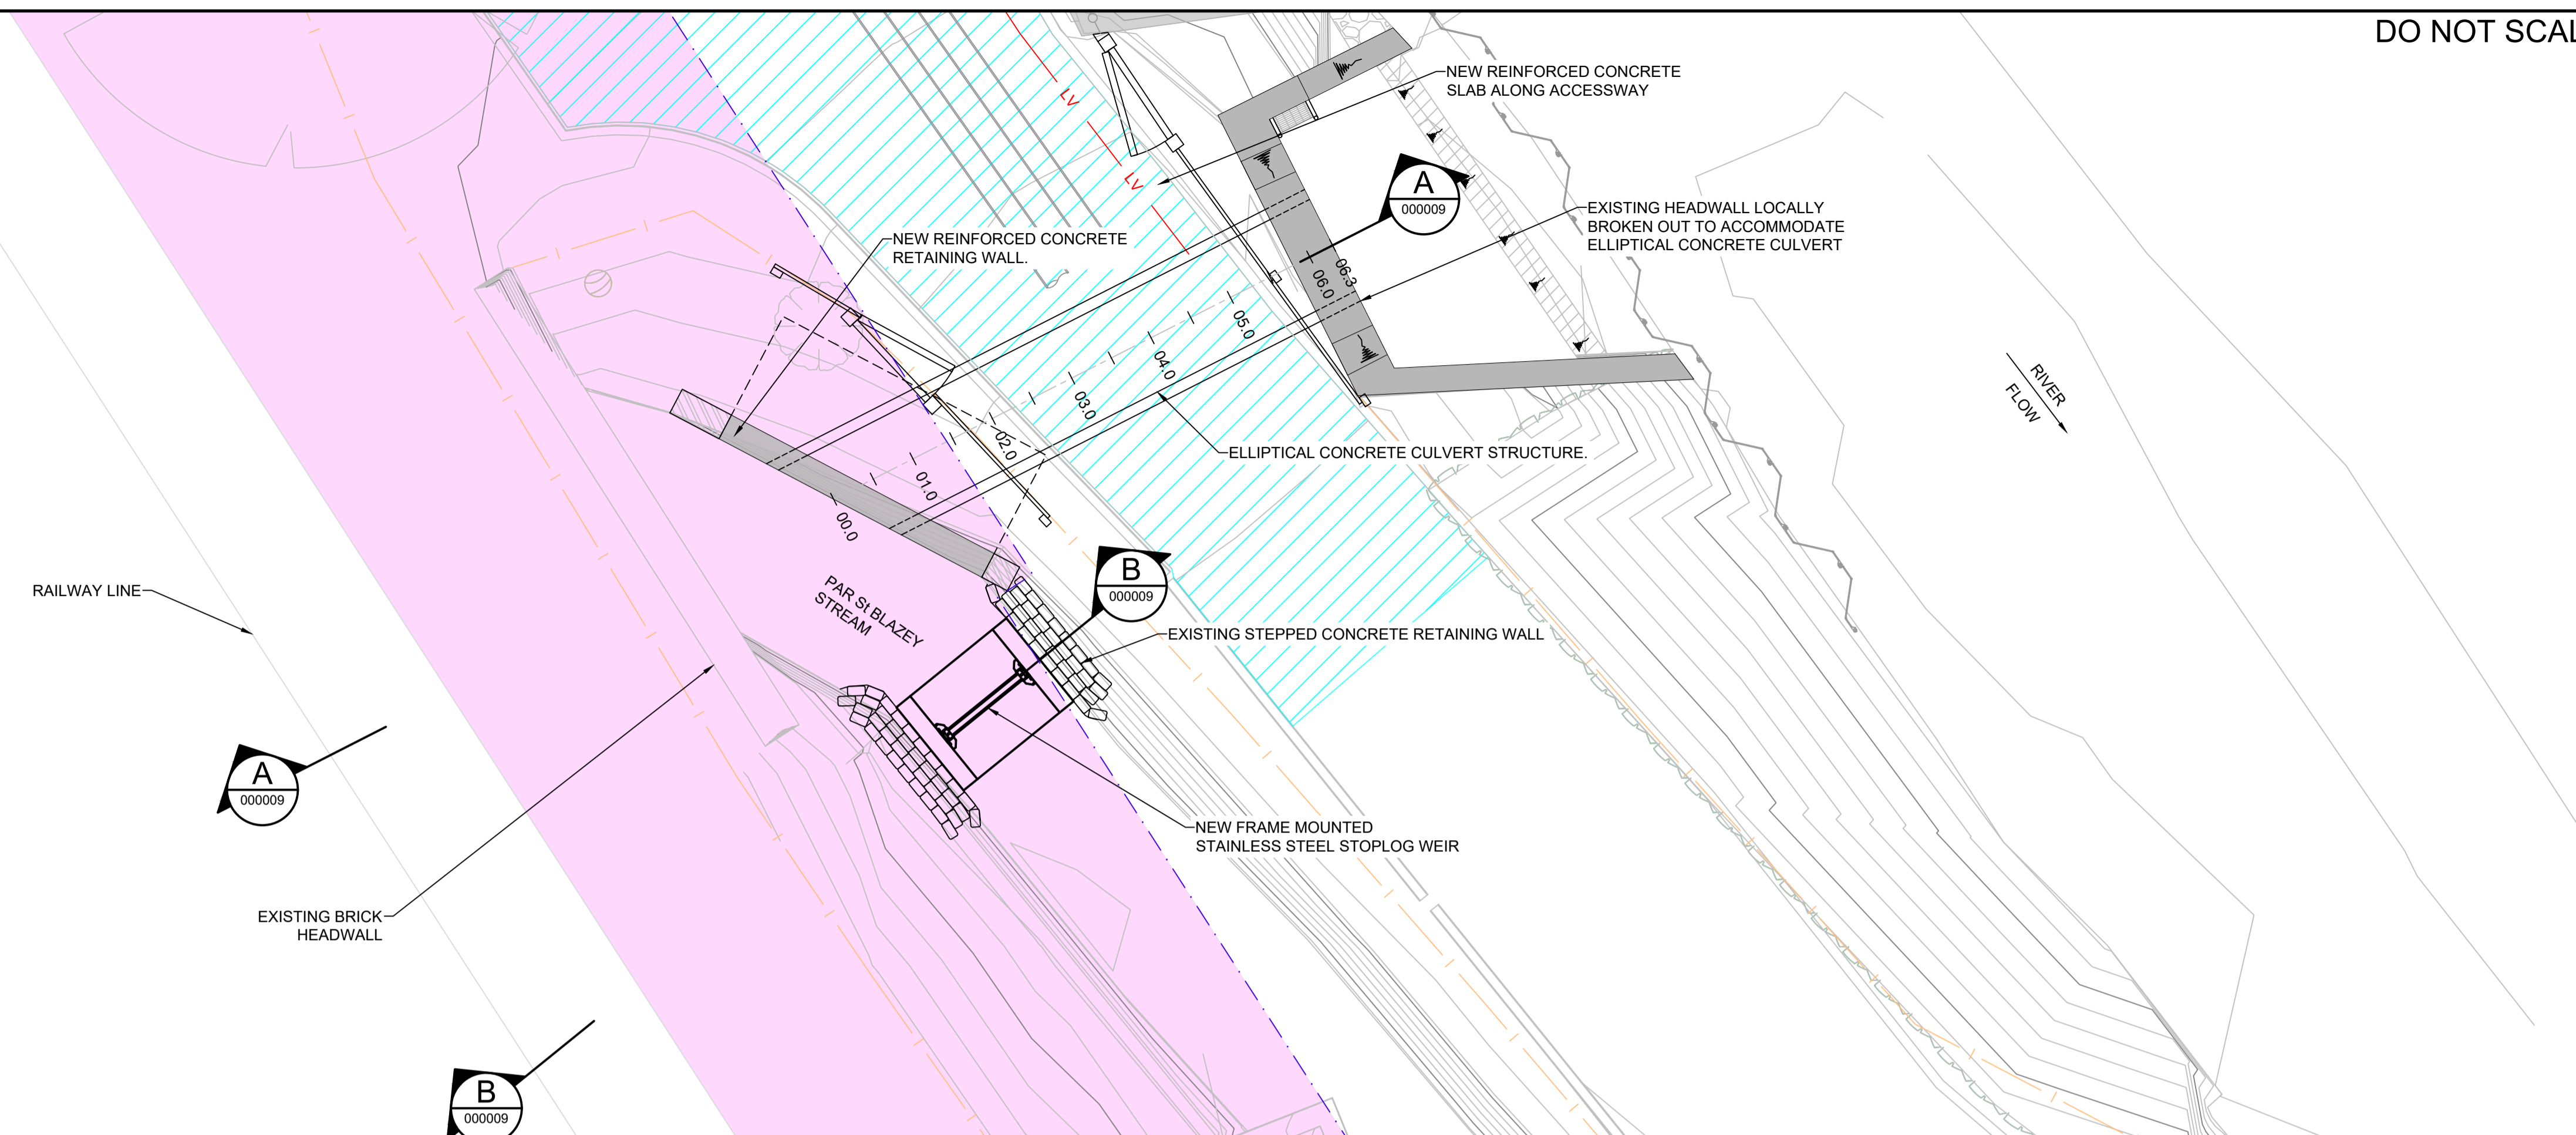 DO NOT SCAL
NEW REINFORCED CONCRETE
SLAB ALONG ACCESSWAY
LV
LV
A
000009
EXISTING HEADWALL LOCALLY
BROKEN OUT TO ACCOMMODATE
ELLIPTICAL CONCRETE CULVERT
NEW REINFORCED CONCRETE
RETAINING WALL.
06.3
06.0
05.0
04.0
03.0
02.0
01.0
00.0
RIVER
FLOW
ELLIPTICAL CONCRETE CULVERT STRUCTURE.
PAR St BLAZEY
STREAM
B
000009
RAILWAY LINE
EXISTING STEPPED CONCRETE RETAINING WALL
A
000009
NEW FRAME MOUNTED
STAINLESS STEEL STOPLOG WEIR
EXISTING BRICK
HEADWALL
B
000009